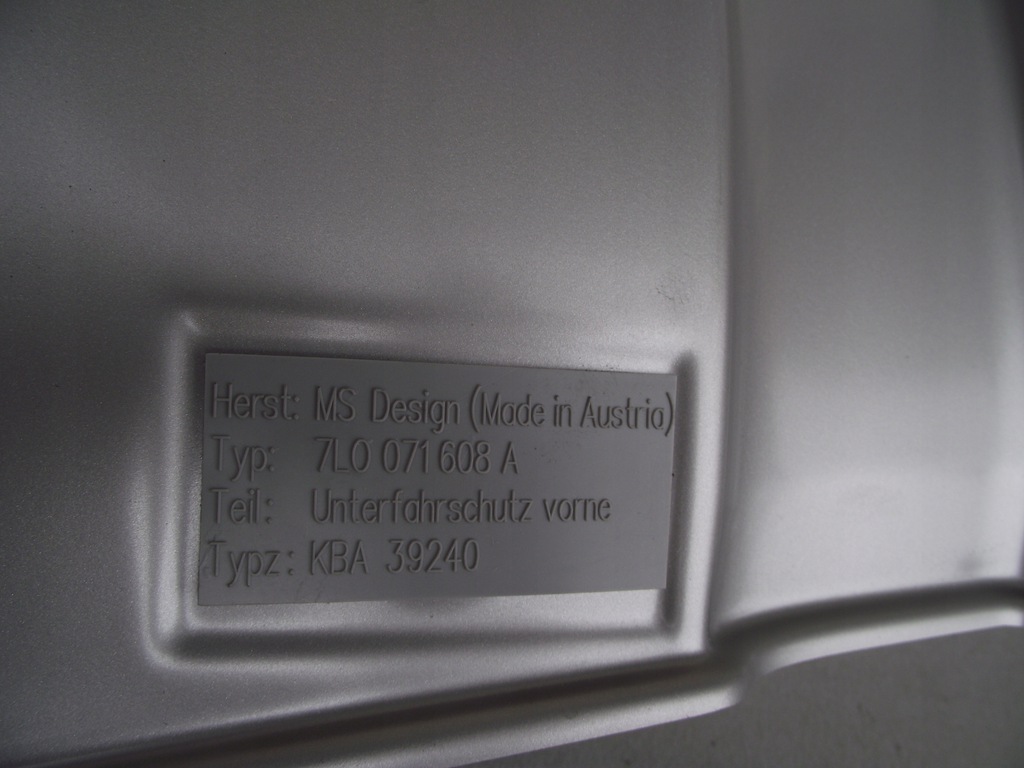 Herst: MS Design (Made in Austria)
Typ: 7L0 071 608 A
Teil: Unterfahrschutz vorne
Typz: KBA 39240